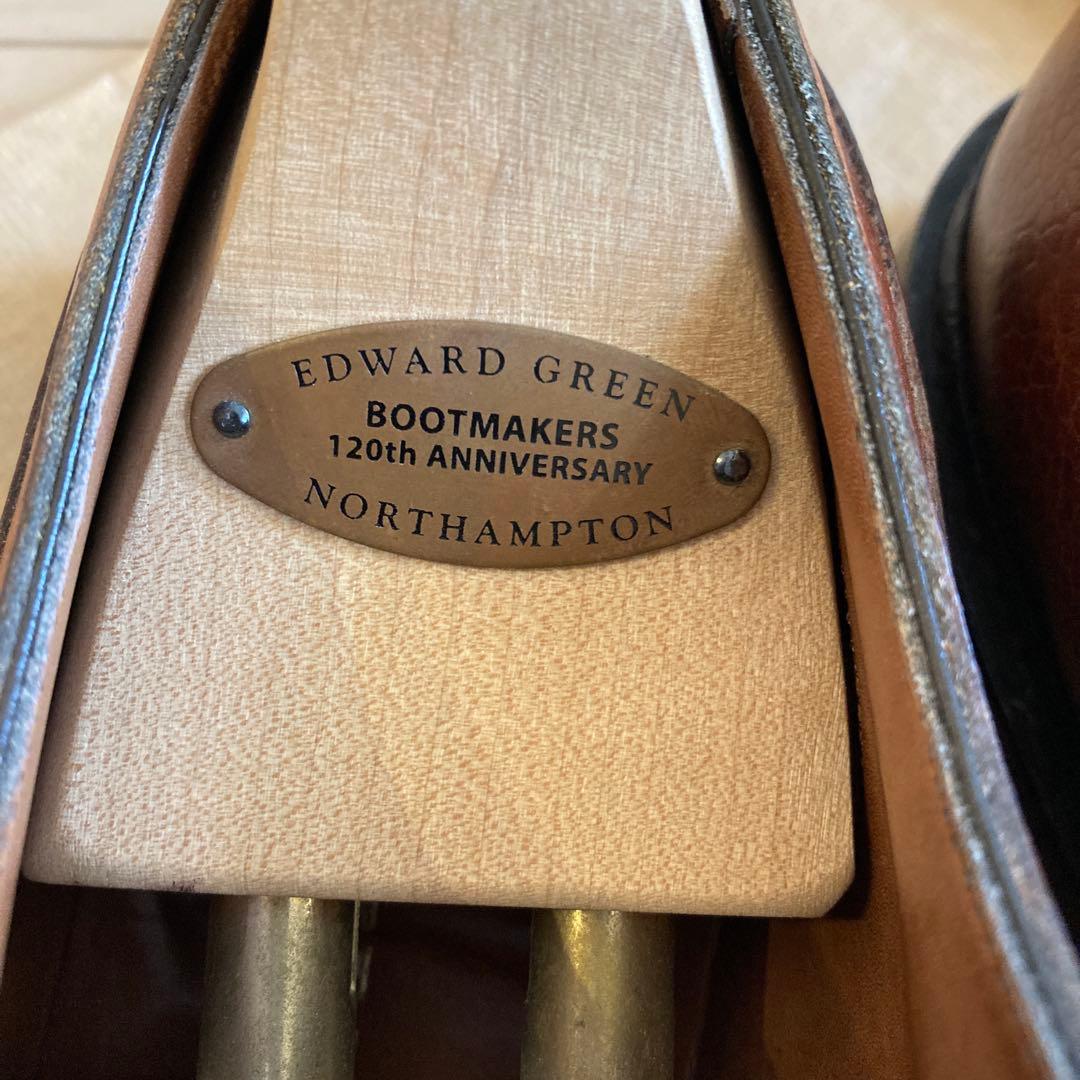 EDWARD GREEN
BOOTMAKERS
120th ANNIVERSARY
NORTHAMPTON